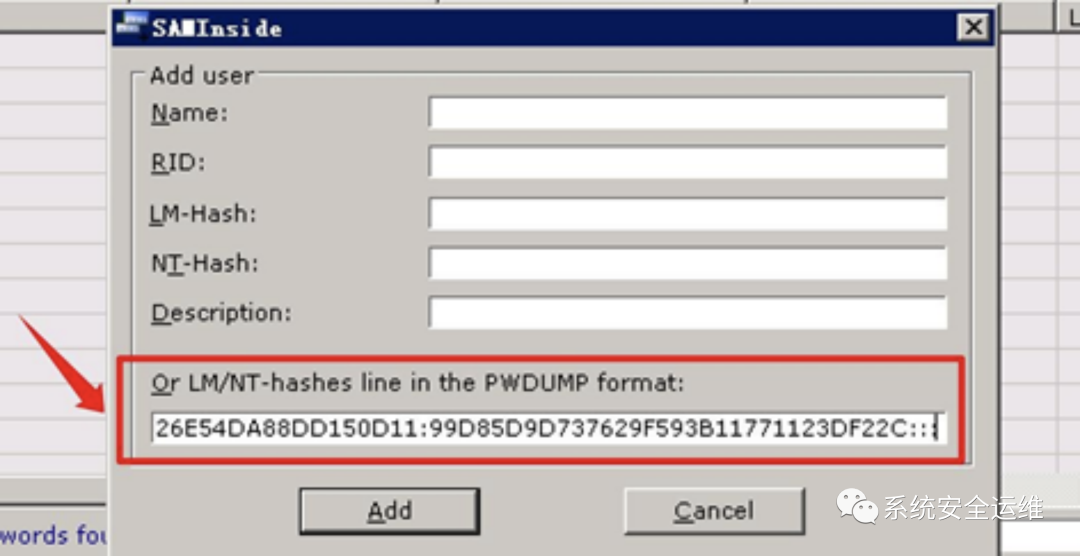 SAMInside
Add user
Name:
RID:
LM-Hash:
NT-Hash:
Description:
Or LM/NT-hashes line in the PWDUMP format:
26E54DA88DD150D11:99D85D9D737629F593B11771123DF22C:::
Add
Cancel
系统安全运维
words fou
L